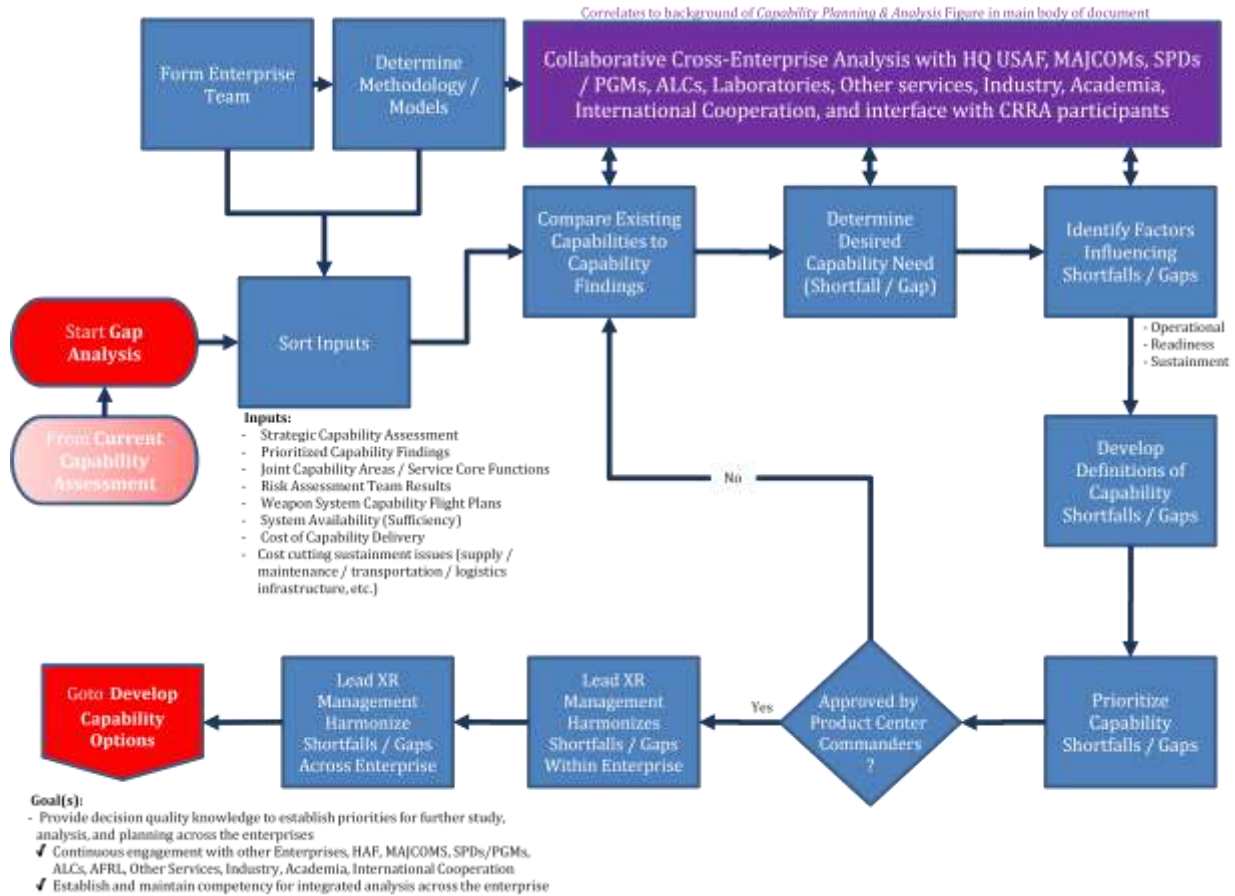 Correlates to background of Capability Planning & Analysis Figure in main body of document
Form Enterprise
Team
Determine
Methodology /
Models
Collaborative Cross-Enterprise Analysis with HQ USAF, MAJCOMs, SPDs
/ PGMs, ALCs, Laboratories, Other services, Industry, Academia,
International Cooperation, and interface with CRRA participants
Compare Existing
Capabilities to
Capability
Findings
Determine
Desired
Capability Need
(Shortfall / Gap)
Identify Factors
Influencing
Shortfalls / Gaps
Start Gap
Analysis
Sort Inputs
- Operational
- Readiness
- Sustainment
From Current
Capability
Assessment
Inputs:
- Strategic Capability Assessment
- Prioritized Capability Findings
- Joint Capability Areas / Service Core Functions
- Risk Assessment Team Results
- Weapon System Capability Flight Plans
- System Availability (Sufficiency)
- Cost of Capability Delivery
- Cost cutting sustainment issues (supply /
maintenance / transportation / logistics
infrastructure, etc.)
No
Develop
Definitions of
Capability
Shortfalls / Gaps
Goto Develop
Capability
Options
Lead XR
Management
Harmonize
Shortfalls / Gaps
Across Enterprise
Lead XR
Management
Harmonizes
Shortfalls / Gaps
Within Enterprise
Yes
Approved by
Product Center
Commanders
?
Prioritize
Capability
Shortfalls / Gaps
Goal(s):
- Provide decision quality knowledge to establish priorities for further study,
analysis, and planning across the enterprises
✓ Continuous engagement with other Enterprises, HAF, MAJCOMS, SPDs/PGMs,
ALCs, AFRL, Other Services, Industry, Academia, International Cooperation
✓ Establish and maintain competency for integrated analysis across the enterprise